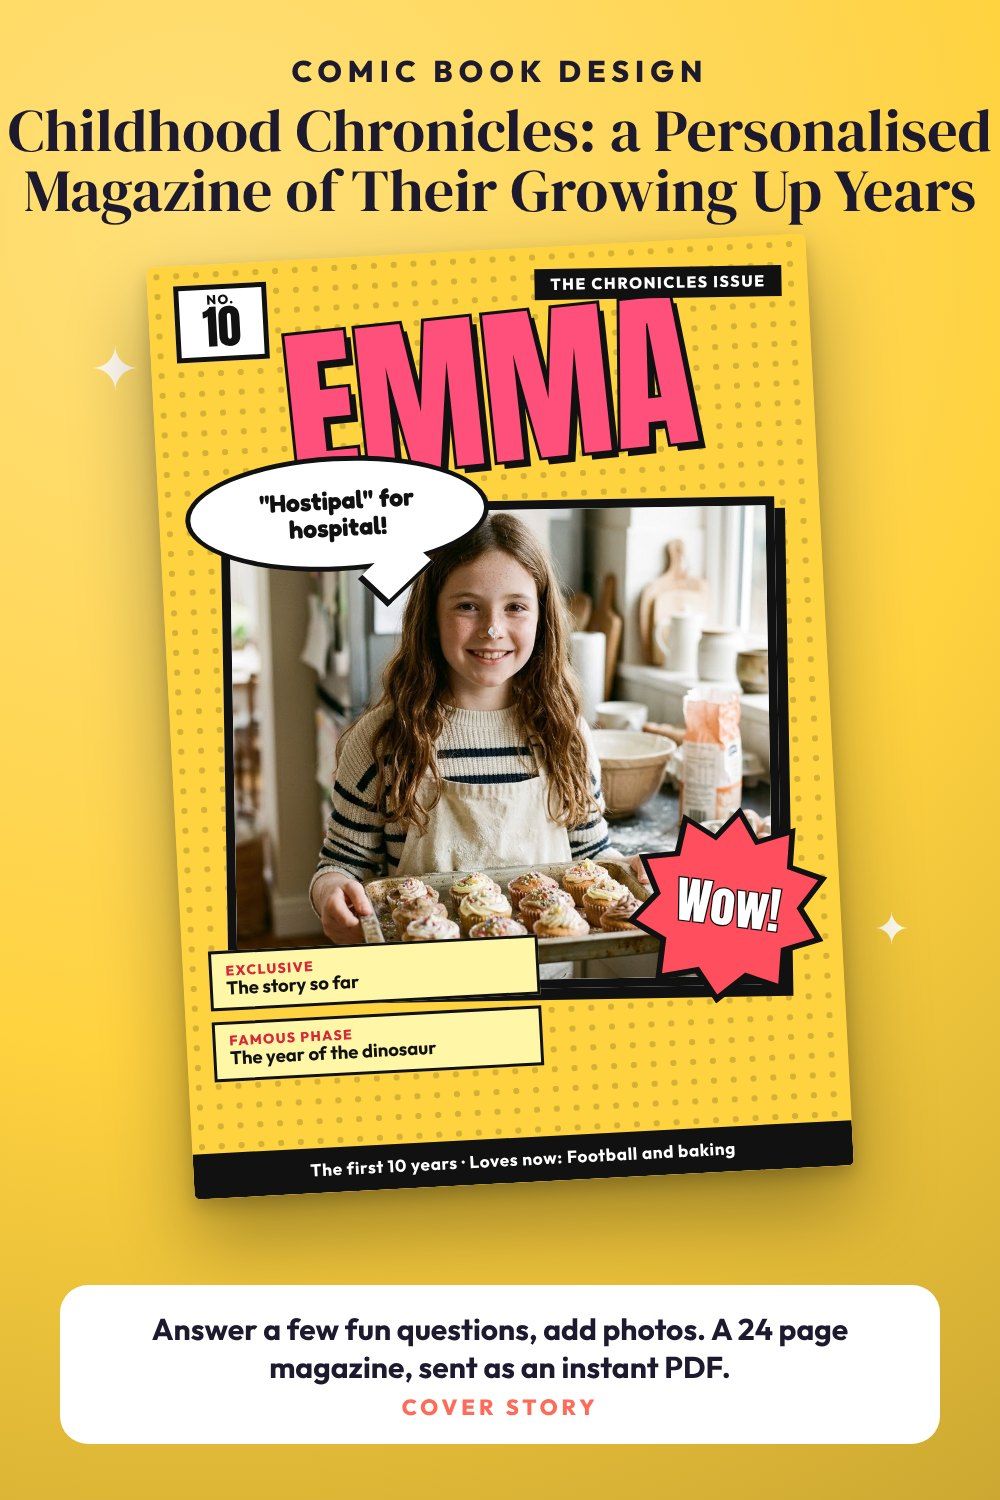 COMIC BOOK DESIGN
Childhood Chronicles: a Personalised
Magazine of Their Growing Up Years
THE CHRONICLES ISSUE
NO.
10
EMMA
"Hostipal" for
hospital!
Wow!
EXCLUSIVE
The story so far
FAMOUS PHASE
The year of the dinosaur
The first 10 years · Loves now: Football and baking
Answer a few fun questions, add photos. A 24 page
magazine, sent as an instant PDF.
COVER STORY